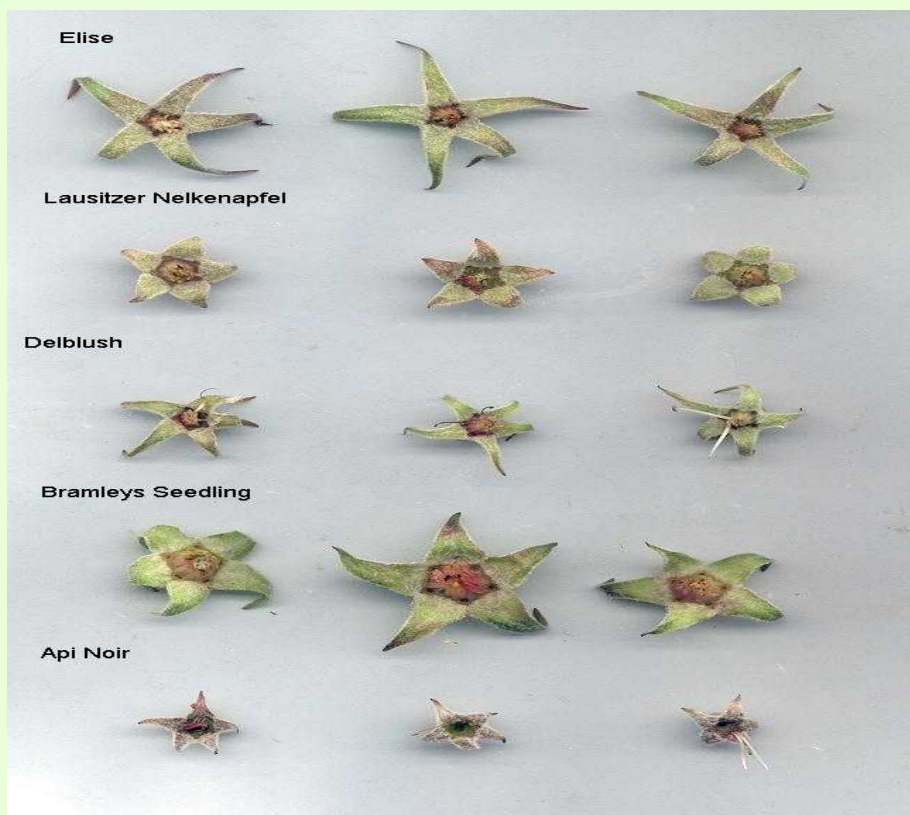 Elise
Lausitzer Nelkenapfel
Delblush
Bramleys Seedling
Api Noir